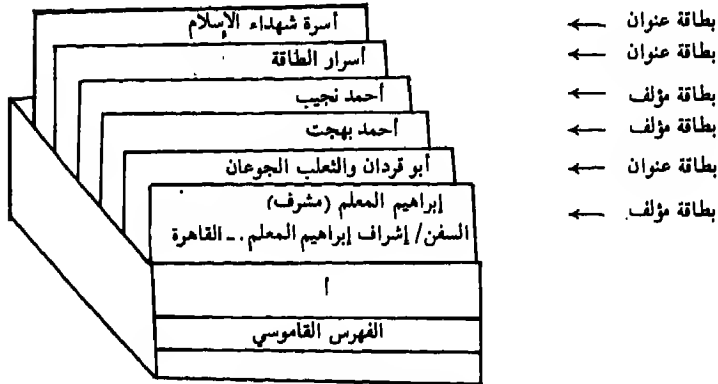 أسرة شهداء الإسلام
بطاقة عنوان
أسرار الطاقة
بطاقة عنوان
أحمد نجيب
بطاقة مؤلف
أحمد بهجت
بطاقة مؤلف
أبو قردان والثعلب الجوعان
بطاقة عنوان
إبراهيم المعلم (مشرف)
السفن/ إشراف إبراهيم المعلم .ـ القاهرة
بطاقة مؤلف
أ
الفهرس القاموسي